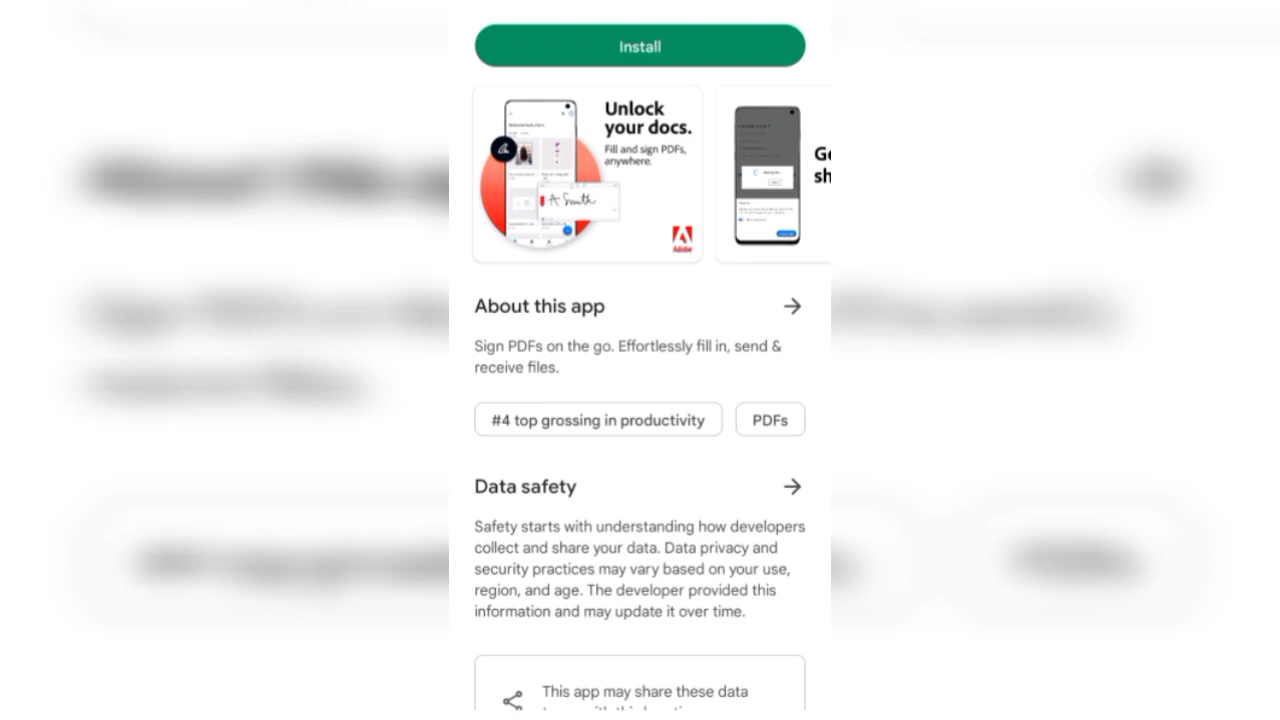 Install
Unlock
your docs.
Fill and sign PDFs,
anywhere.
A Smith
Adobe
About this app
Sign PDFs on the go. Effortlessly fill in, send &
receive files.
#4 top grossing in productivity
PDFs
Data safety
Safety starts with understanding how developers
collect and share your data. Data privacy and
security practices may vary based on your use,
region, and age. The developer provided this
information and may update it over time.
This app may share these data